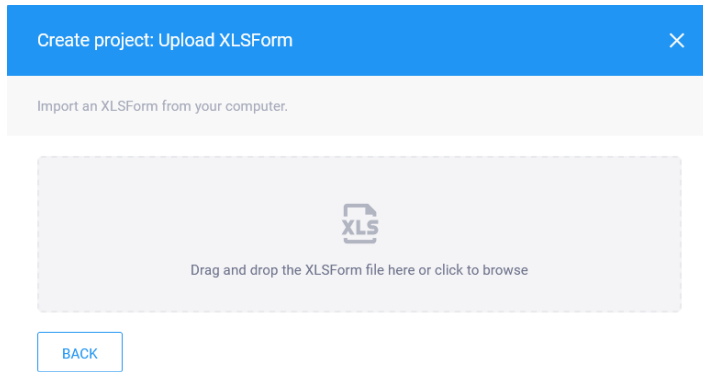 Create project: Upload XLSForm
Import an XLSForm from your computer.
XLS
Drag and drop the XLSForm file here or click to browse
BACK